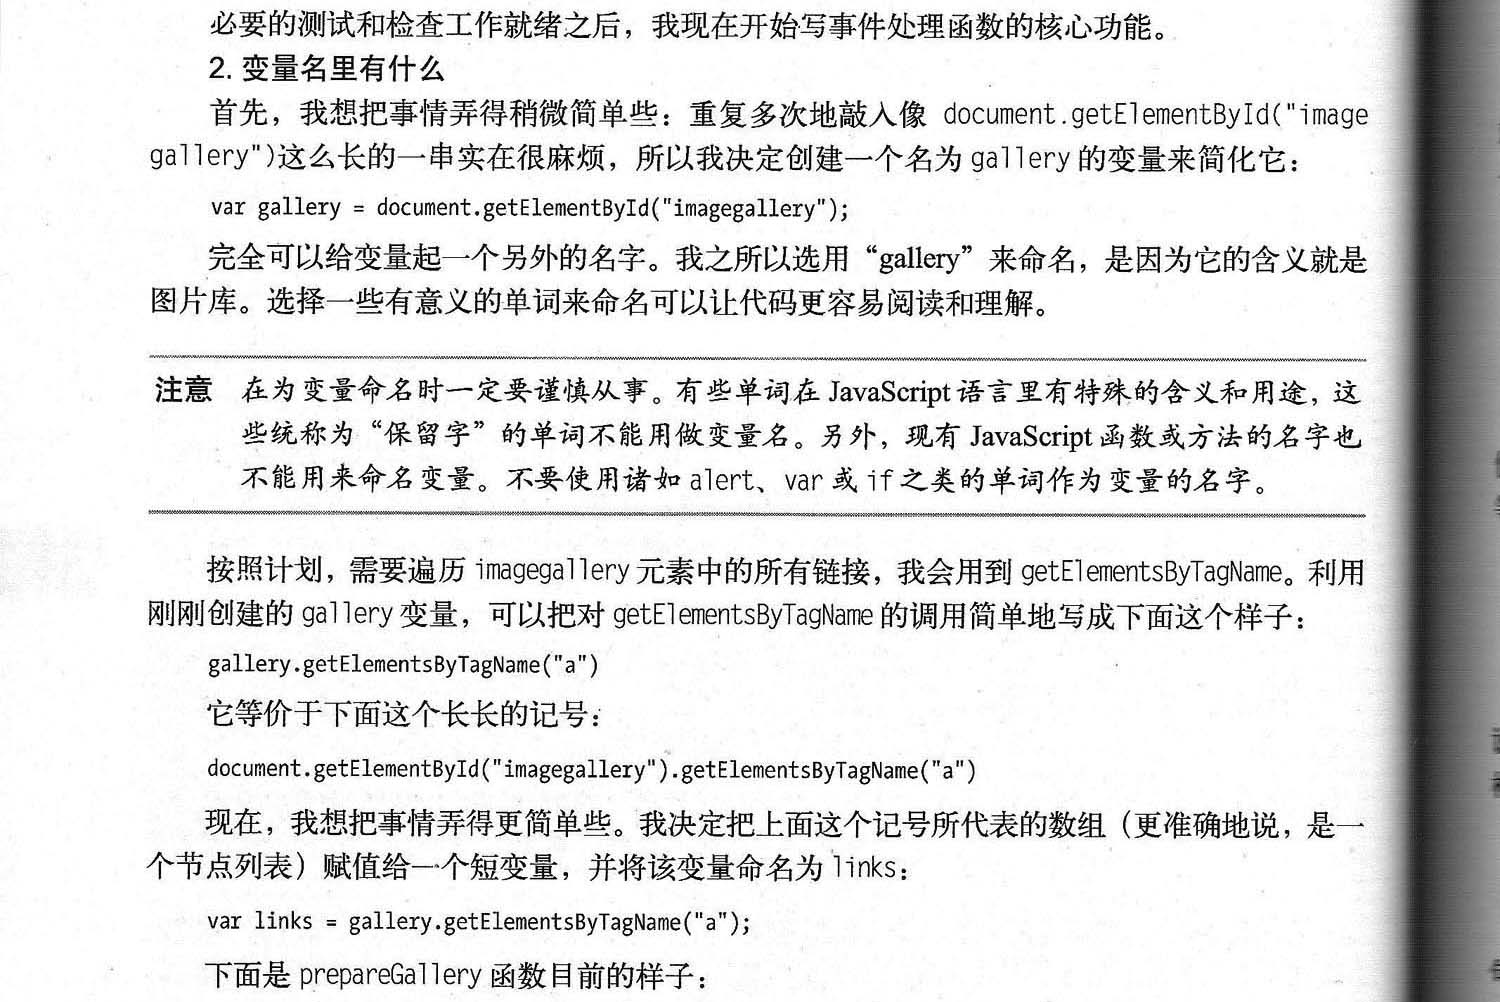 必要的测试和检查工作就绪之后，我现在开始写事件处理函数的核心功能。
2. 变量名里有什么
首先，我想把事情弄得稍微简单些：重复多次地敲入像 document.getElementById("image
gallery")这么长的一串实在很麻烦，所以我决定创建一个名为 gallery 的变量来简化它：
var gallery = document.getElementById("imagegallery");
完全可以给变量起一个另外的名字。我之所以选用“gallery”来命名，是因为它的含义就是
图片库。选择一些有意义的单词来命名可以让代码更容易阅读和理解。
注意 在为变量命名时一定要谨慎从事。有些单词在 JavaScript 语言里有特殊的含义和用途，这
些统称为“保留字”的单词不能用做变量名。另外，现有 JavaScript 函数或方法的名字也
不能用来命名变量。不要使用诸如 alert、var 或 if 之类的单词作为变量的名字。
按照计划，需要遍历 imagegallery 元素中的所有链接，我会用到 getElementsByTagName。利用
刚刚创建的 gallery 变量，可以把对 getElementsByTagName 的调用简单地写成下面这个样子：
gallery.getElementsByTagName("a")
它等价于下面这个长长的记号：
document.getElementById("imagegallery").getElementsByTagName("a")
现在，我想把事情弄得更简单些。我决定把上面这个记号所代表的数组（更准确地说，是一
个节点列表）赋值给一个短变量，并将该变量命名为 links：
var links = gallery.getElementsByTagName("a");
下面是 prepareGallery 函数目前的样子：